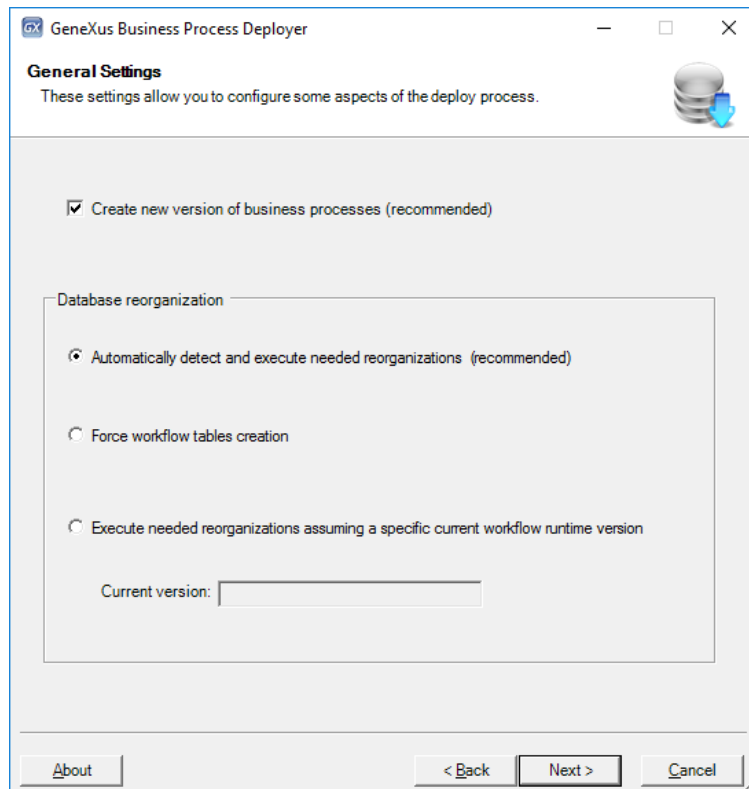 GX GeneXus Business Process Deployer
General Settings
These settings allow you to configure some aspects of the deploy process.
Create new version of business processes (recommended)
Database reorganization
Automatically detect and execute needed reorganizations (recommended)
Force workflow tables creation
Execute needed reorganizations assuming a specific current workflow runtime version
Current version:
About < Back Next > Cancel